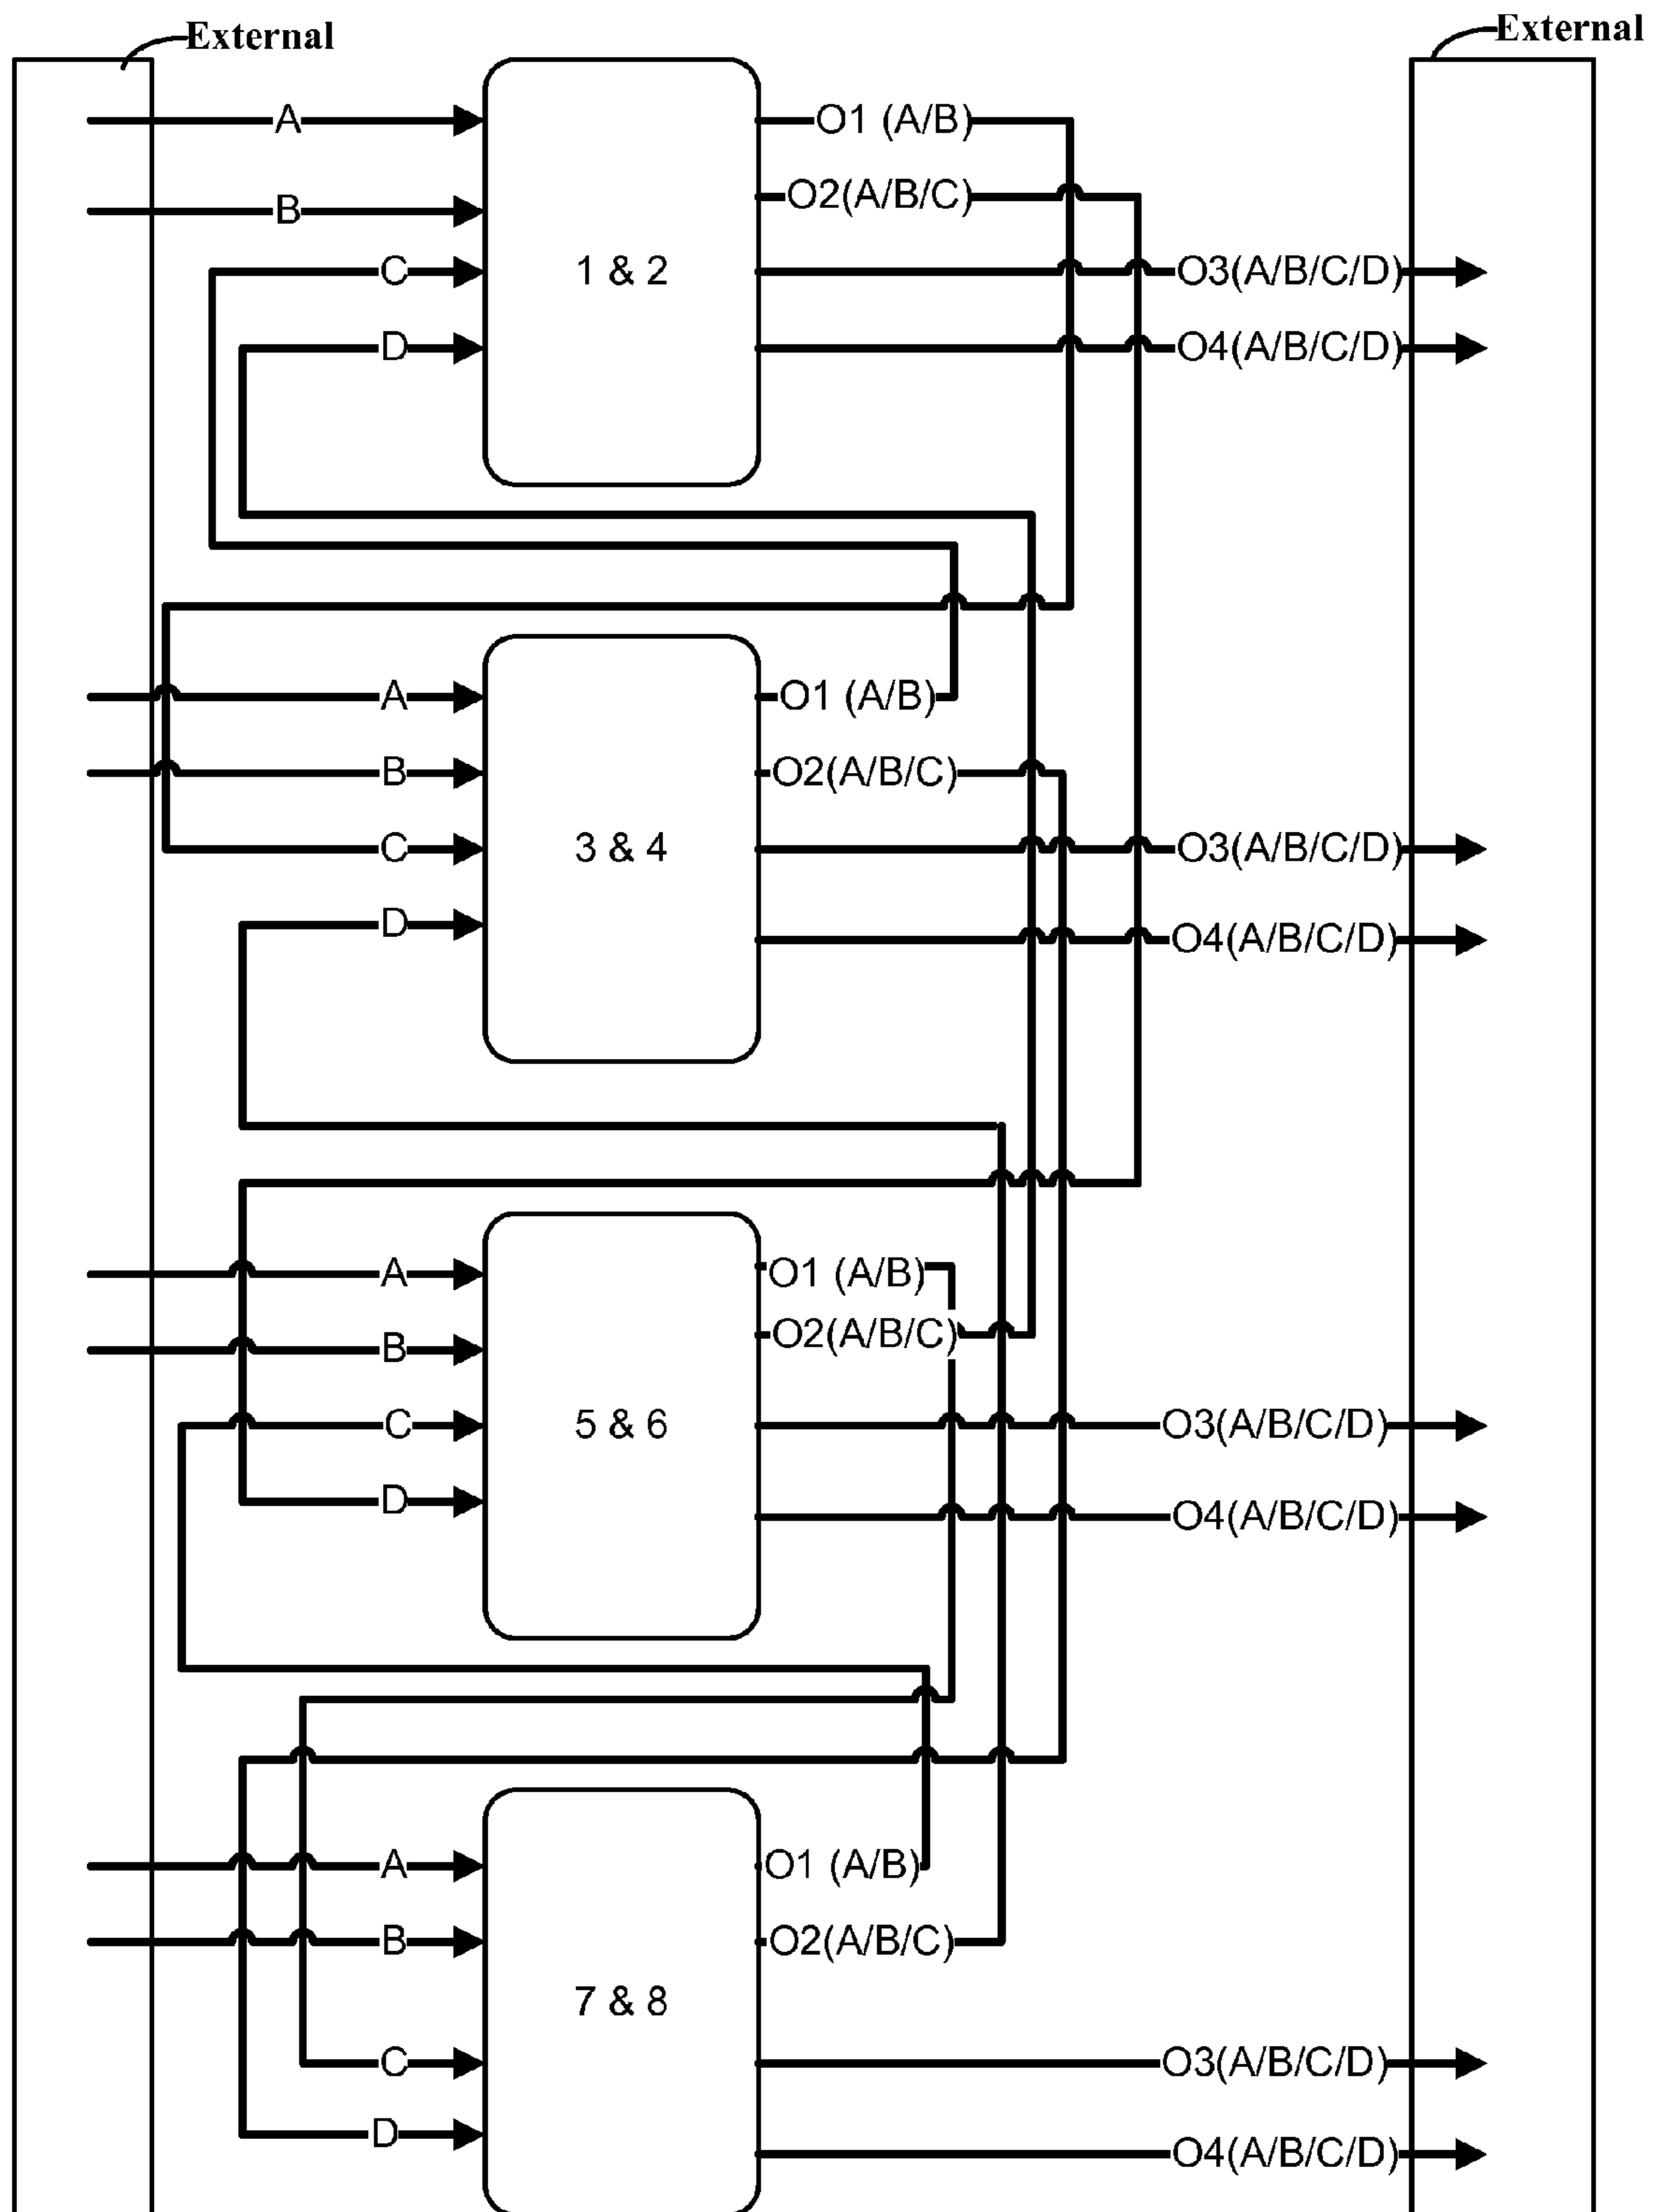 External
External
A
O1 (A/B)
B
O2(A/B/C)
C
1 & 2
O3(A/B/C/D)
D
O4(A/B/C/D)
A
O1 (A/B)
B
O2(A/B/C)
C
3 & 4
O3(A/B/C/D)
D
O4(A/B/C/D)
A
O1 (A/B)
B
O2(A/B/C)
C
5 & 6
O3(A/B/C/D)
D
O4(A/B/C/D)
A
O1 (A/B)
B
O2(A/B/C)
7 & 8
C
O3(A/B/C/D)
D
O4(A/B/C/D)